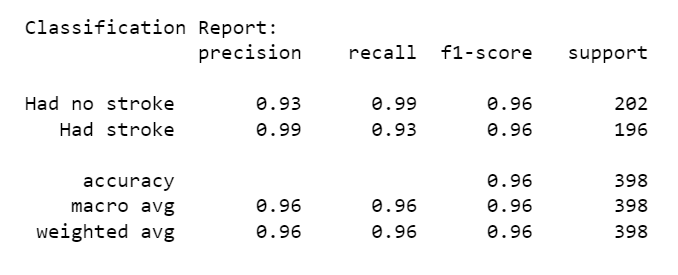 Classification Report:
precision recall f1-score support
Had no stroke 0.93 0.99 0.96 202
Had stroke 0.99 0.93 0.96 196
accuracy 0.96 398
macro avg 0.96 0.96 0.96 398
weighted avg 0.96 0.96 0.96 398